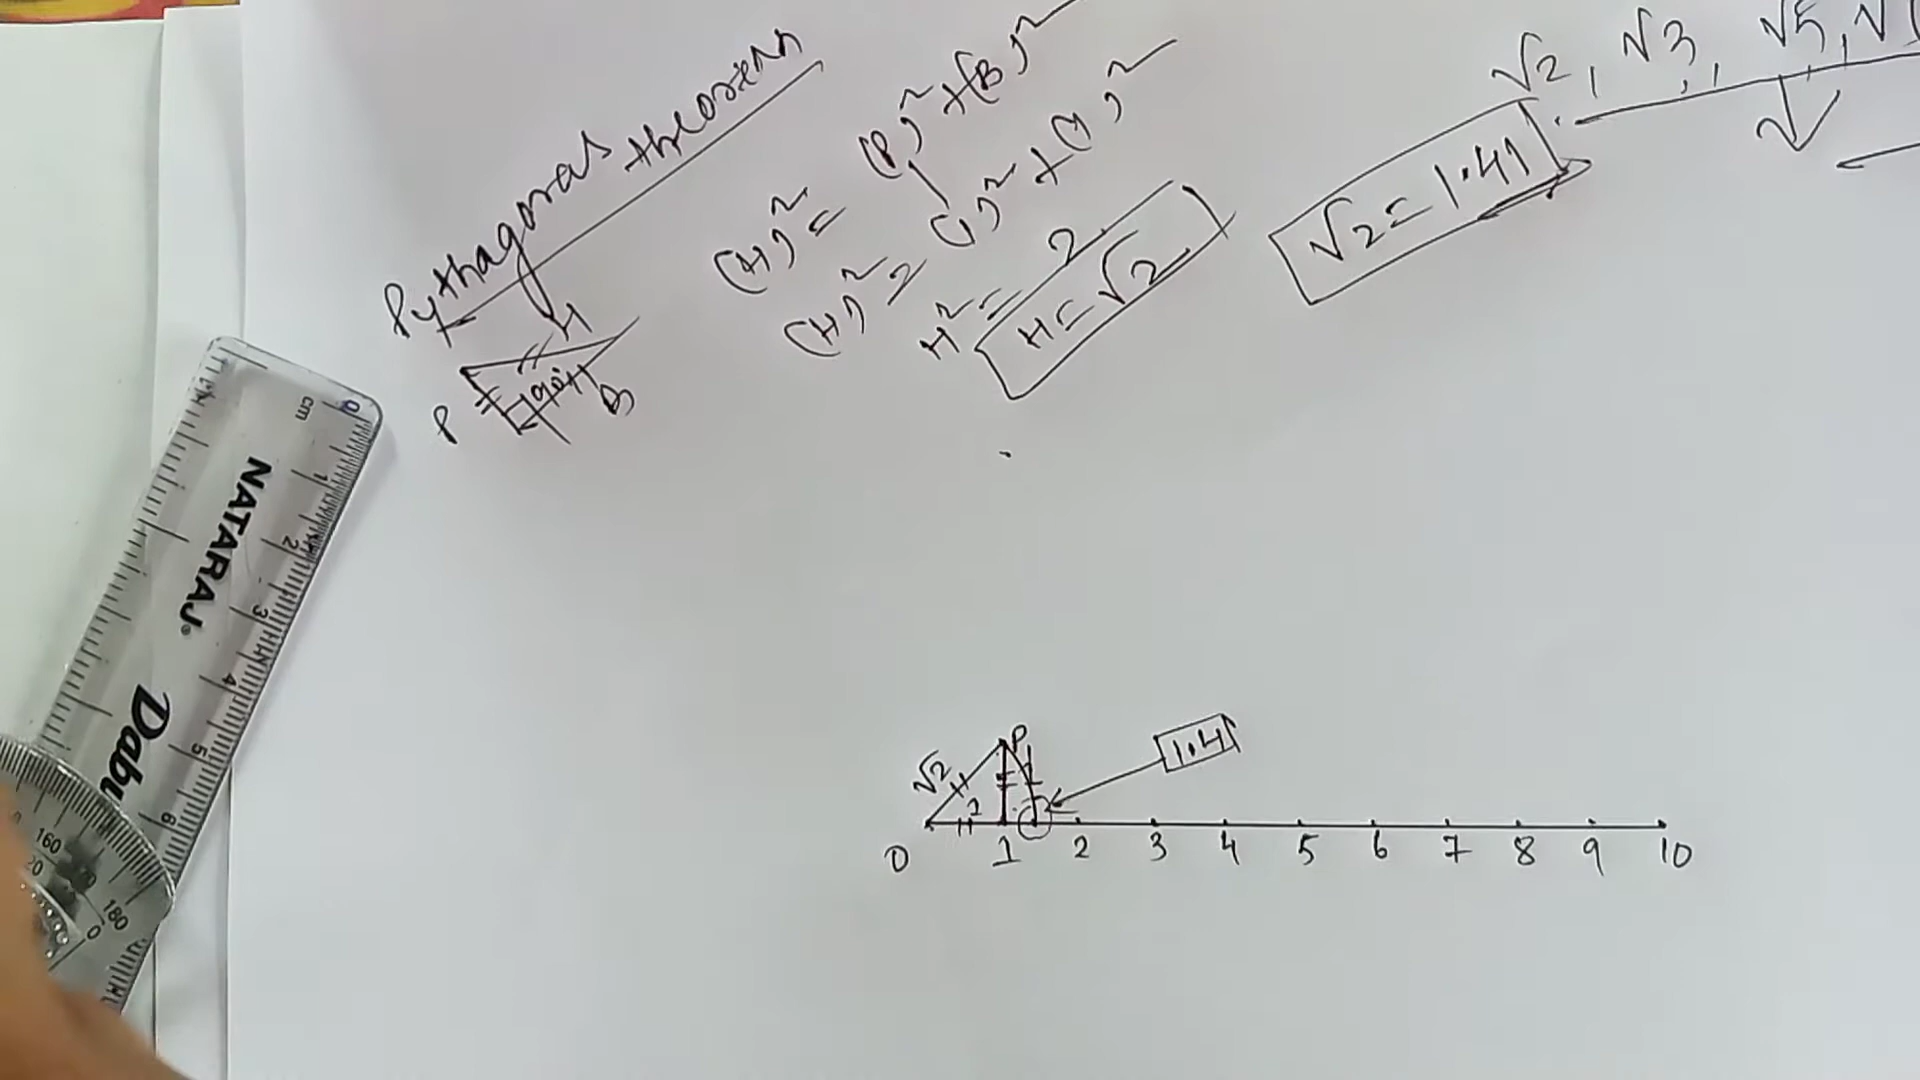 Pythagoras theorem
(H)² = (P)² + (B)²
(H)² = (1)² + (1)²
H² = 2
H = √2
√2, √3, √5, √
√2 = 1.41
H
P
90°
B
cm 0 1 2 3 4 5 6
NATARAJ
160
180
0
P
√2
1.41
0 1 2 3 4 5 6 7 8 9 10